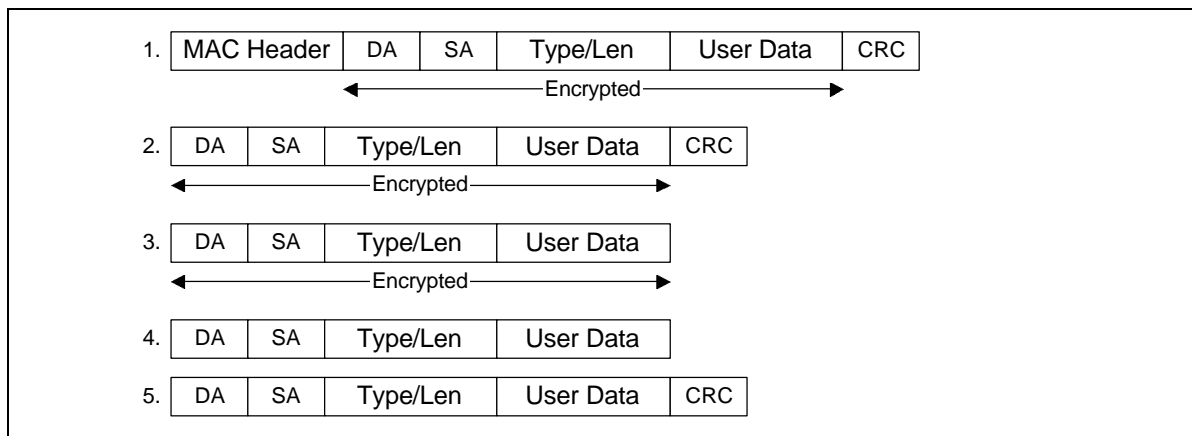 1. MAC Header DA SA Type/Len User Data CRC
Encrypted
2. DA SA Type/Len User Data CRC
Encrypted
3. DA SA Type/Len User Data
Encrypted
4. DA SA Type/Len User Data
5. DA SA Type/Len User Data CRC